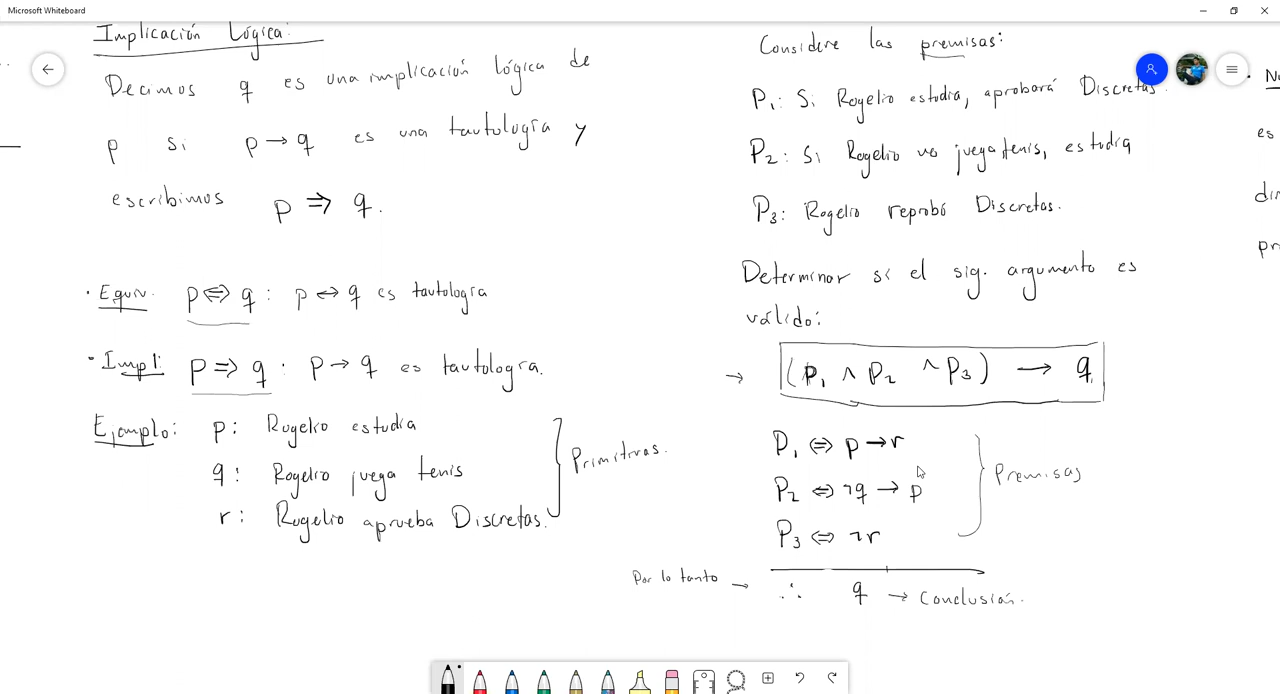 Microsoft Whiteboard
Implicación Lógica:
Decimos q es una implicación lógica de
p si p → q es una tautología y
escribimos p ⇒ q.
· Equiv. p ⇔ q : p ↔ q es tautología
· Impl: p ⇒ q : p → q es tautología.
Ejemplo: p: Rogelio estudia
q: Rogelio juega tenis
r: Rogelio aprueba Discretas.
Primitivas.
Considere las premisas:
P1: Si Rogelio estudia, aprobará Discretas.
P2: Si Rogelio no juega tenis, estudia
P3: Rogelio reprobó Discretas.
Determinar si el sig. argumento es
válido:
→ (P1 ∧ P2 ∧ P3) → q
P1 ⇔ p → r
P2 ⇔ ¬q → p
P3 ⇔ ¬r
Premisas
Por lo tanto → ∴ q → Conclusión.
es